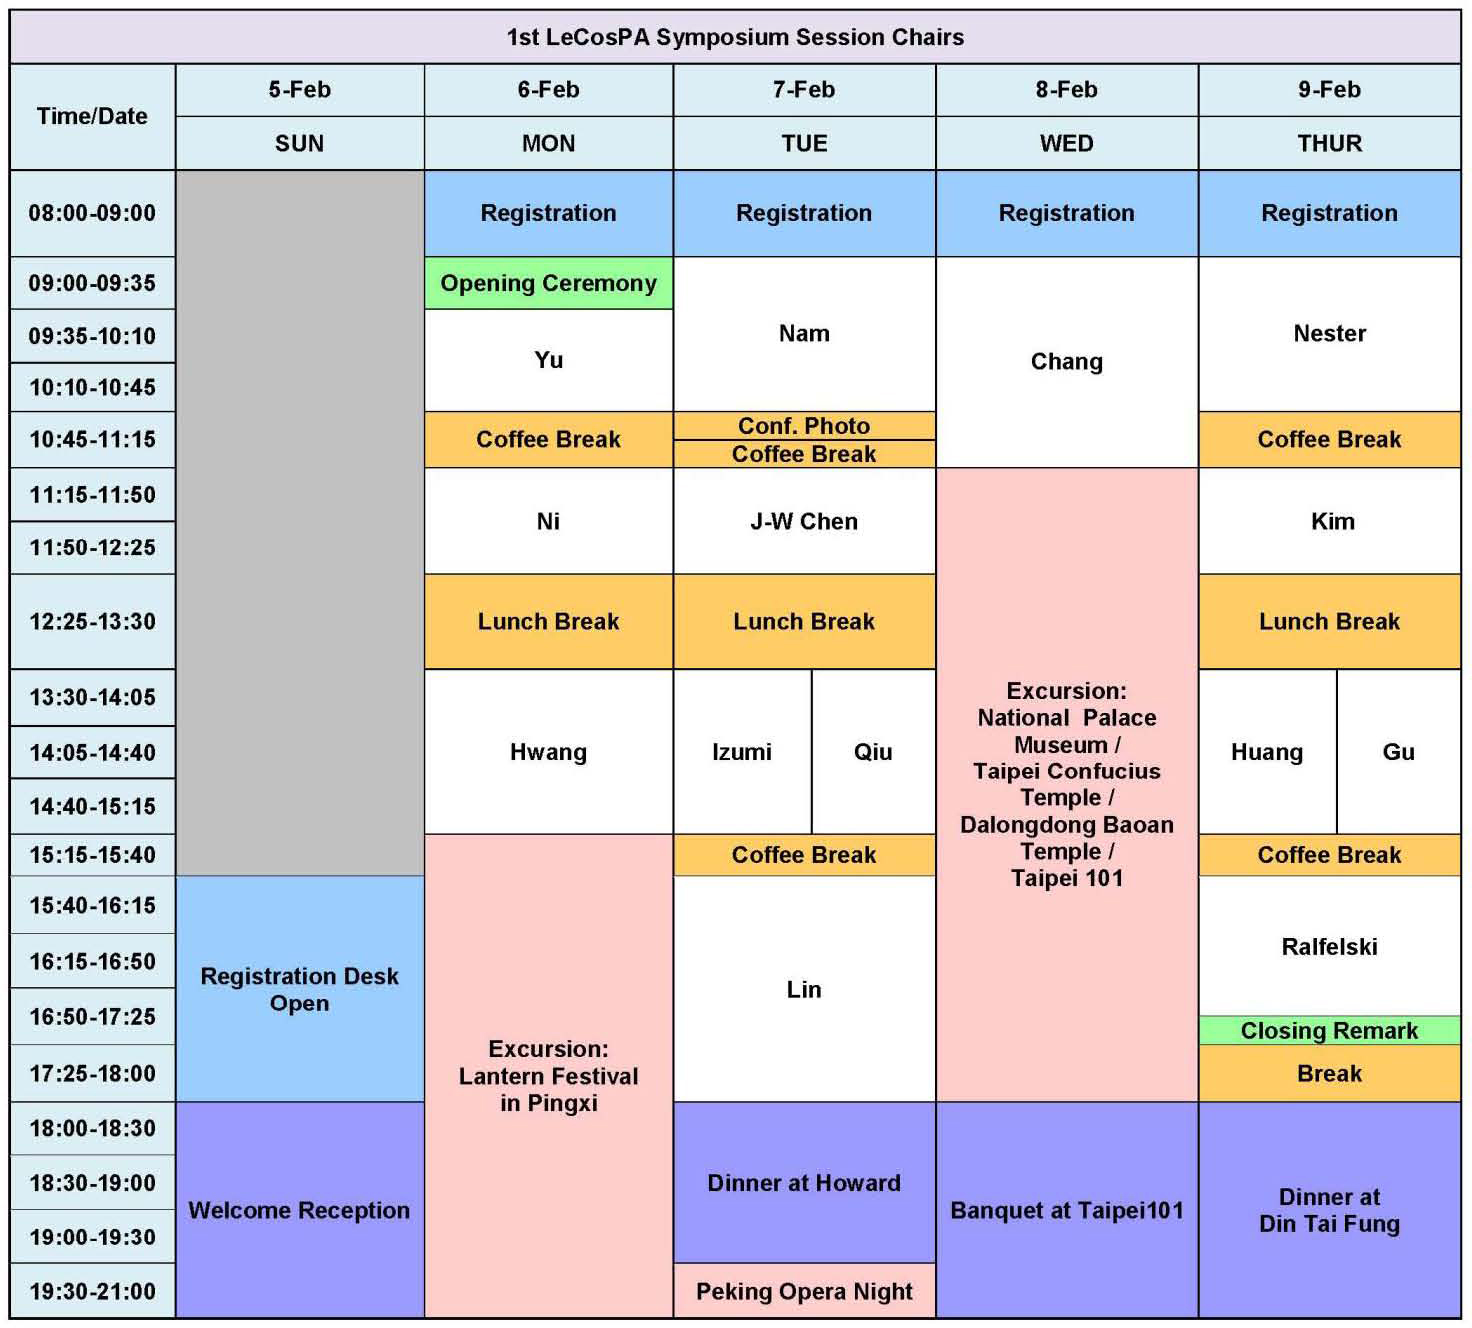 1st LeCosPA Symposium Session Chairs
Time/Date
5-Feb
6-Feb
7-Feb
8-Feb
9-Feb
SUN
MON
TUE
WED
THUR
08:00-09:00
Registration
Registration
Registration
Registration
09:00-09:35
Opening Ceremony
09:35-10:10
Yu
Nam
Chang
Nester
10:10-10:45
10:45-11:15
Coffee Break
Conf. Photo
Coffee Break
Coffee Break
11:15-11:50
Ni
J-W Chen
Kim
11:50-12:25
12:25-13:30
Lunch Break
Lunch Break
Lunch Break
13:30-14:05
14:05-14:40
Hwang
Izumi
Qiu
Excursion:
National Palace
Museum /
Taipei Confucius
Temple /
Dalongdong Baoan
Temple /
Taipei 101
Huang
Gu
14:40-15:15
15:15-15:40
Coffee Break
Coffee Break
15:40-16:15
Registration Desk
Open
Excursion:
Lantern Festival
in Pingxi
Lin
Ralfelski
16:15-16:50
16:50-17:25
Closing Remark
17:25-18:00
Break
18:00-18:30
18:30-19:00
Welcome Reception
Dinner at Howard
Banquet at Taipei101
Dinner at
Din Tai Fung
19:00-19:30
19:30-21:00
Peking Opera Night